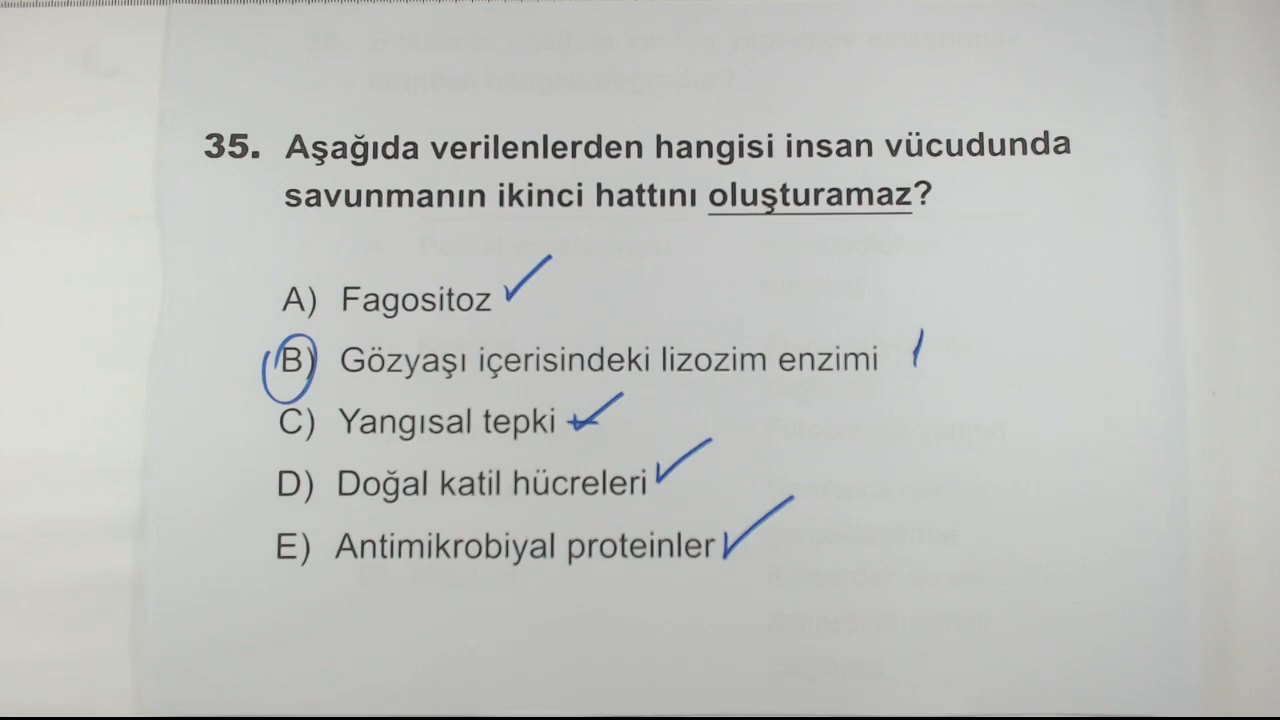 35. Aşağıda verilenlerden hangisi insan vücudunda
savunmanın ikinci hattını oluşturamaz?
A) Fagositoz
B) Gözyaşı içerisindeki lizozim enzimi
C) Yangısal tepki
D) Doğal katil hücreleri
E) Antimikrobiyal proteinler